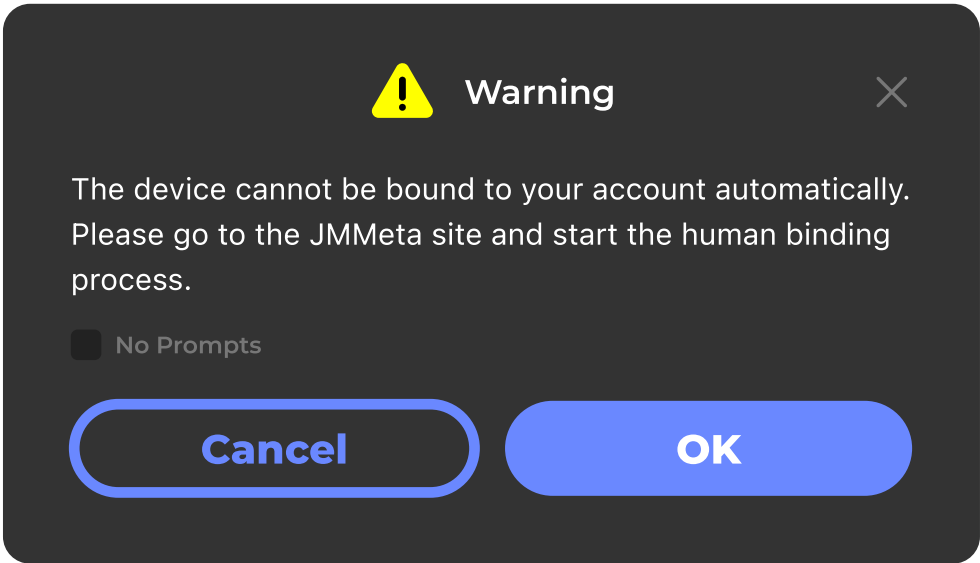 Warning
The device cannot be bound to your account automatically.
Please go to the JMMeta site and start the human binding
process.
No Prompts
Cancel
OK